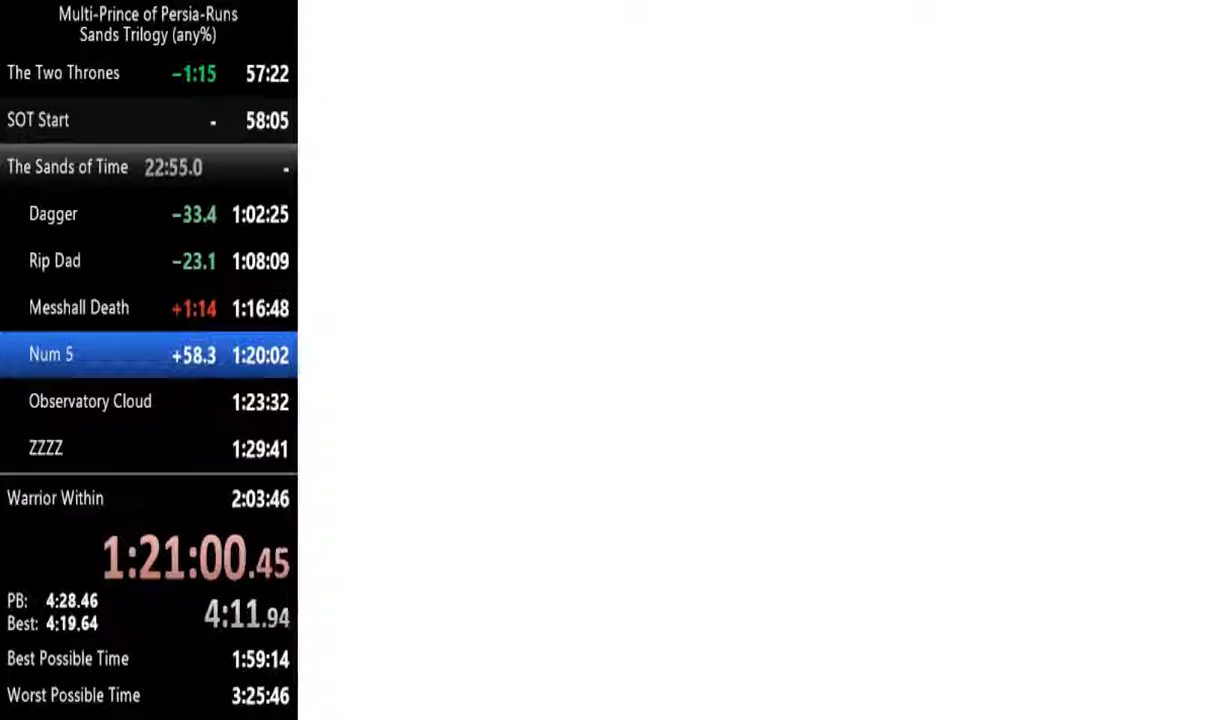 Multi-Prince of Persia-Runs
Sands Trilogy (any%)
The Two Thrones −1:15 57:22
SOT Start - 58:05
The Sands of Time 22:55.0 -
Dagger −33.4 1:02:25
Rip Dad −23.1 1:08:09
Messhall Death +1:14 1:16:48
Num 5 +58.3 1:20:02
Observatory Cloud 1:23:32
ZZZZ 1:29:41
Warrior Within 2:03:46
1:21:00.45
PB: 4:28.46
Best: 4:19.64
4:11.94
Best Possible Time 1:59:14
Worst Possible Time 3:25:46